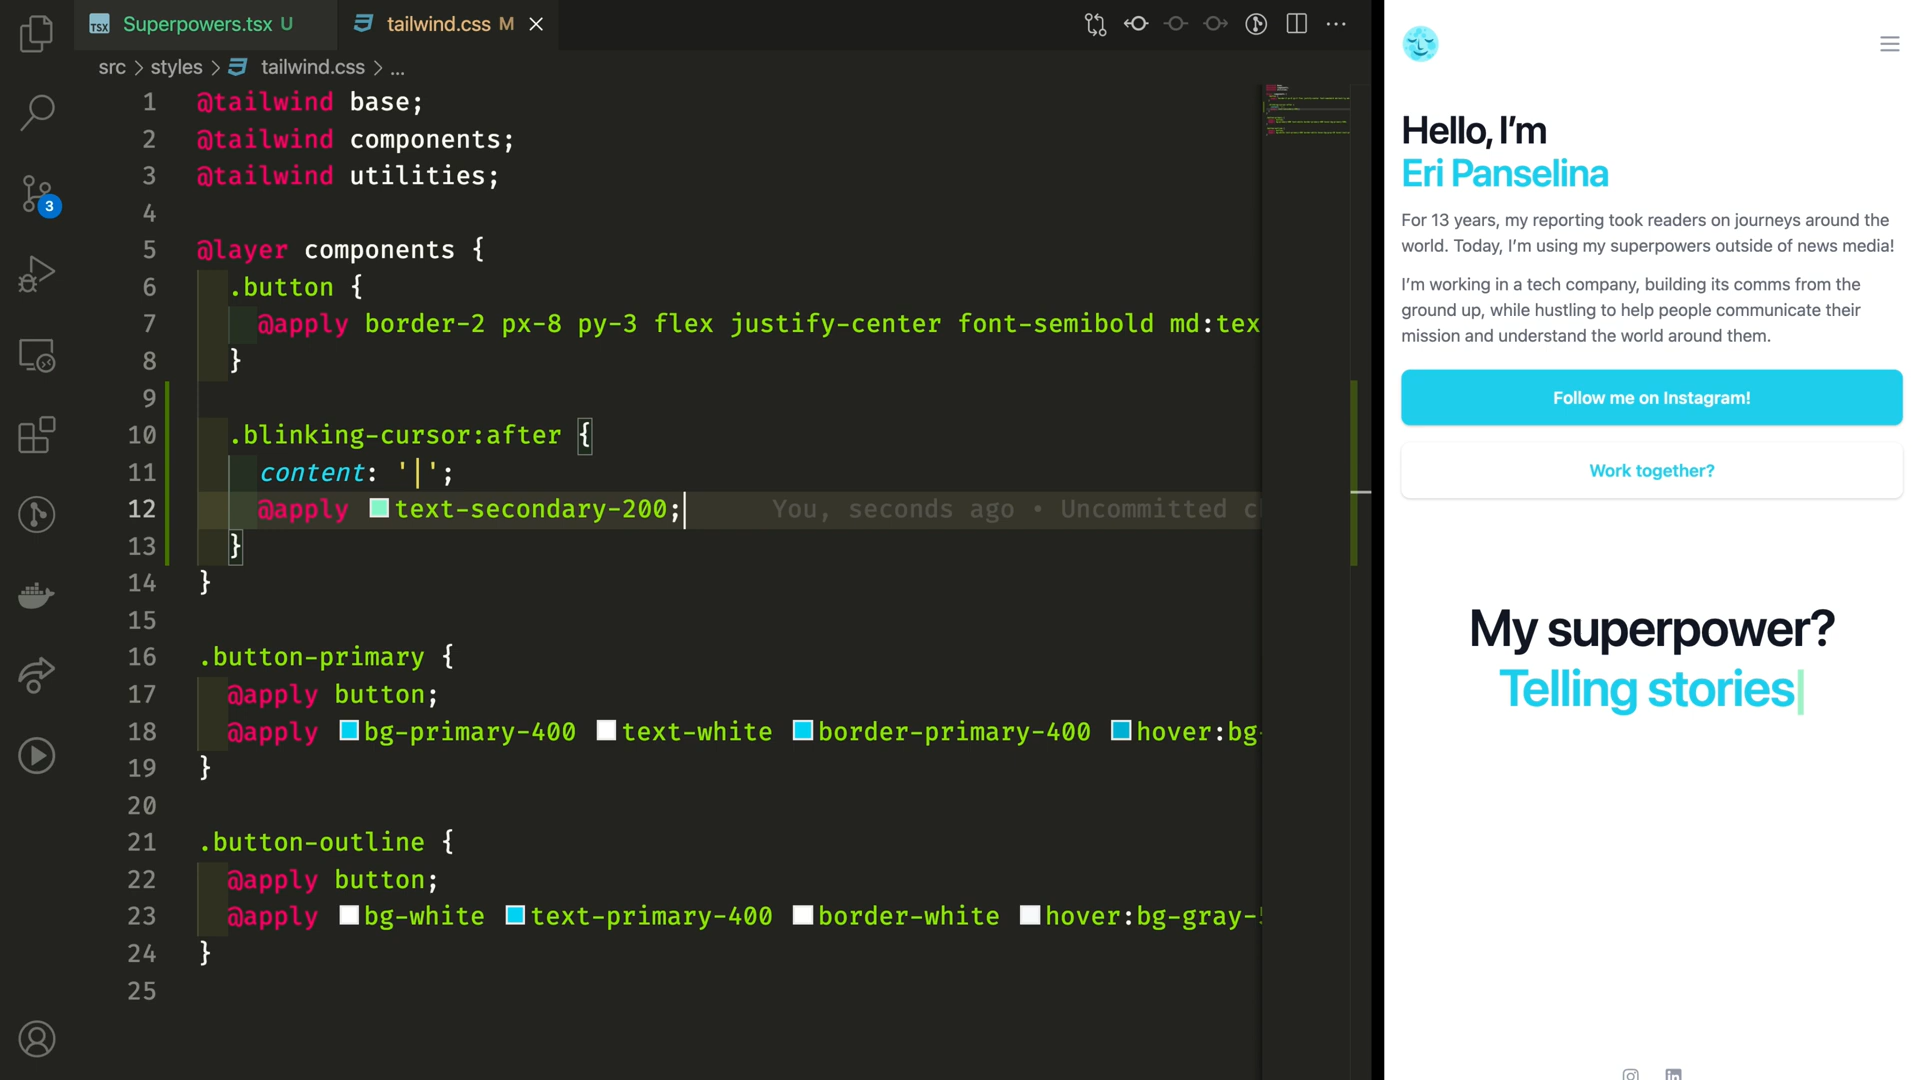 TSX Superpowers.tsx U
tailwind.css M
src > styles > tailwind.css > ...
1 @tailwind base;
2 @tailwind components;
3 @tailwind utilities;
4
5 @layer components {
6 .button {
7 @apply border-2 px-8 py-3 flex justify-center font-semibold md:tex
8 }
9
10 .blinking-cursor:after {
11 content: '|';
12 @apply text-secondary-200; You, seconds ago • Uncommitted c
13 }
14 }
15
16 .button-primary {
17 @apply button;
18 @apply bg-primary-400 text-white border-primary-400 hover:bg-
19 }
20
21 .button-outline {
22 @apply button;
23 @apply bg-white text-primary-400 border-white hover:bg-gray-
24 }
25
3
Hello, I'm
Eri Panselina
For 13 years, my reporting took readers on journeys around the
world. Today, I'm using my superpowers outside of news media!
I'm working in a tech company, building its comms from the
ground up, while hustling to help people communicate their
mission and understand the world around them.
Follow me on Instagram!
Work together?
My superpower?
Telling stories|